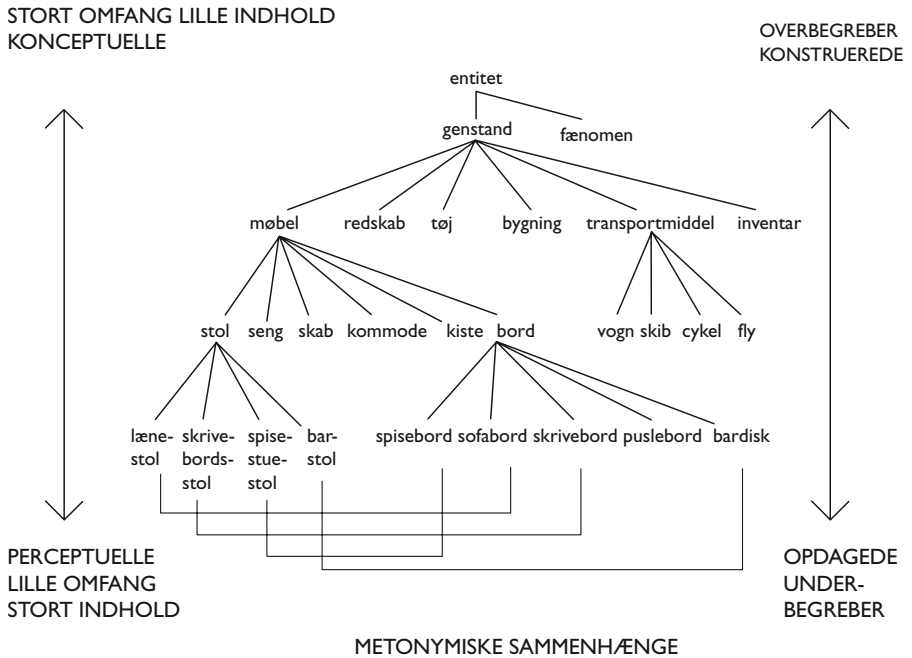 STORT OMFANG LILLE INDHOLD
KONCEPTUELLE
OVERBEGREBER
KONSTRUEREDE
entitet
genstand
fænomen
møbel redskab tøj bygning transportmiddel inventar
stol seng skab kommode kiste bord vogn skib cykel fly
læne-
stol
skrive-
bords-
stol
spise-
stue-
stol
bar-
stol
spisebord sofabord skrivebord puslebord bardisk
PERCEPTUELLE
LILLE OMFANG
STORT INDHOLD
OPDAGEDE
UNDER-
BEGREBER
METONYMISKE SAMMENHÆNGE